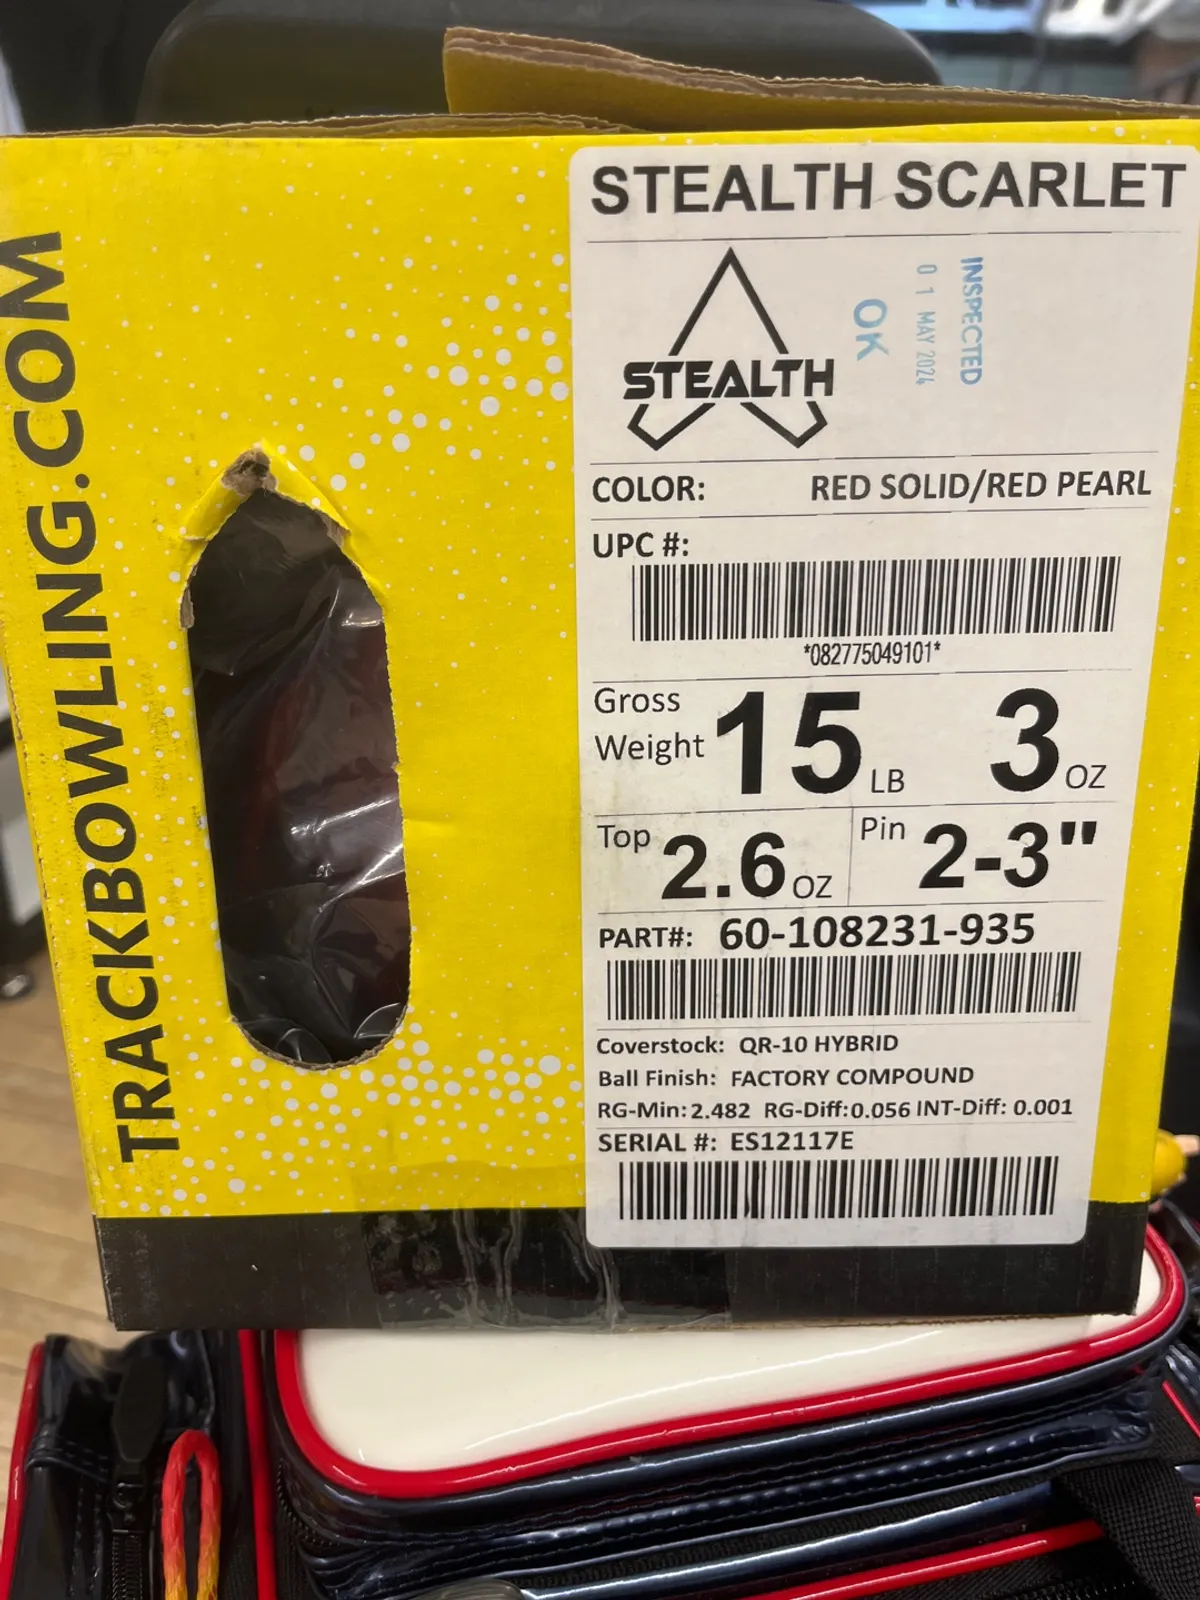 TRACKBOWLING.COM
STEALTH SCARLET
STEALTH
OK
01 MAY 2024
INSPECTED
COLOR: RED SOLID/RED PEARL
UPC #:
*082775049101*
Gross Weight 15 LB 3 OZ
Top 2.6 OZ Pin 2-3"
PART#: 60-108231-935
Coverstock: QR-10 HYBRID
Ball Finish: FACTORY COMPOUND
RG-Min: 2.482 RG-Diff: 0.056 INT-Diff: 0.001
SERIAL #: ES12117E